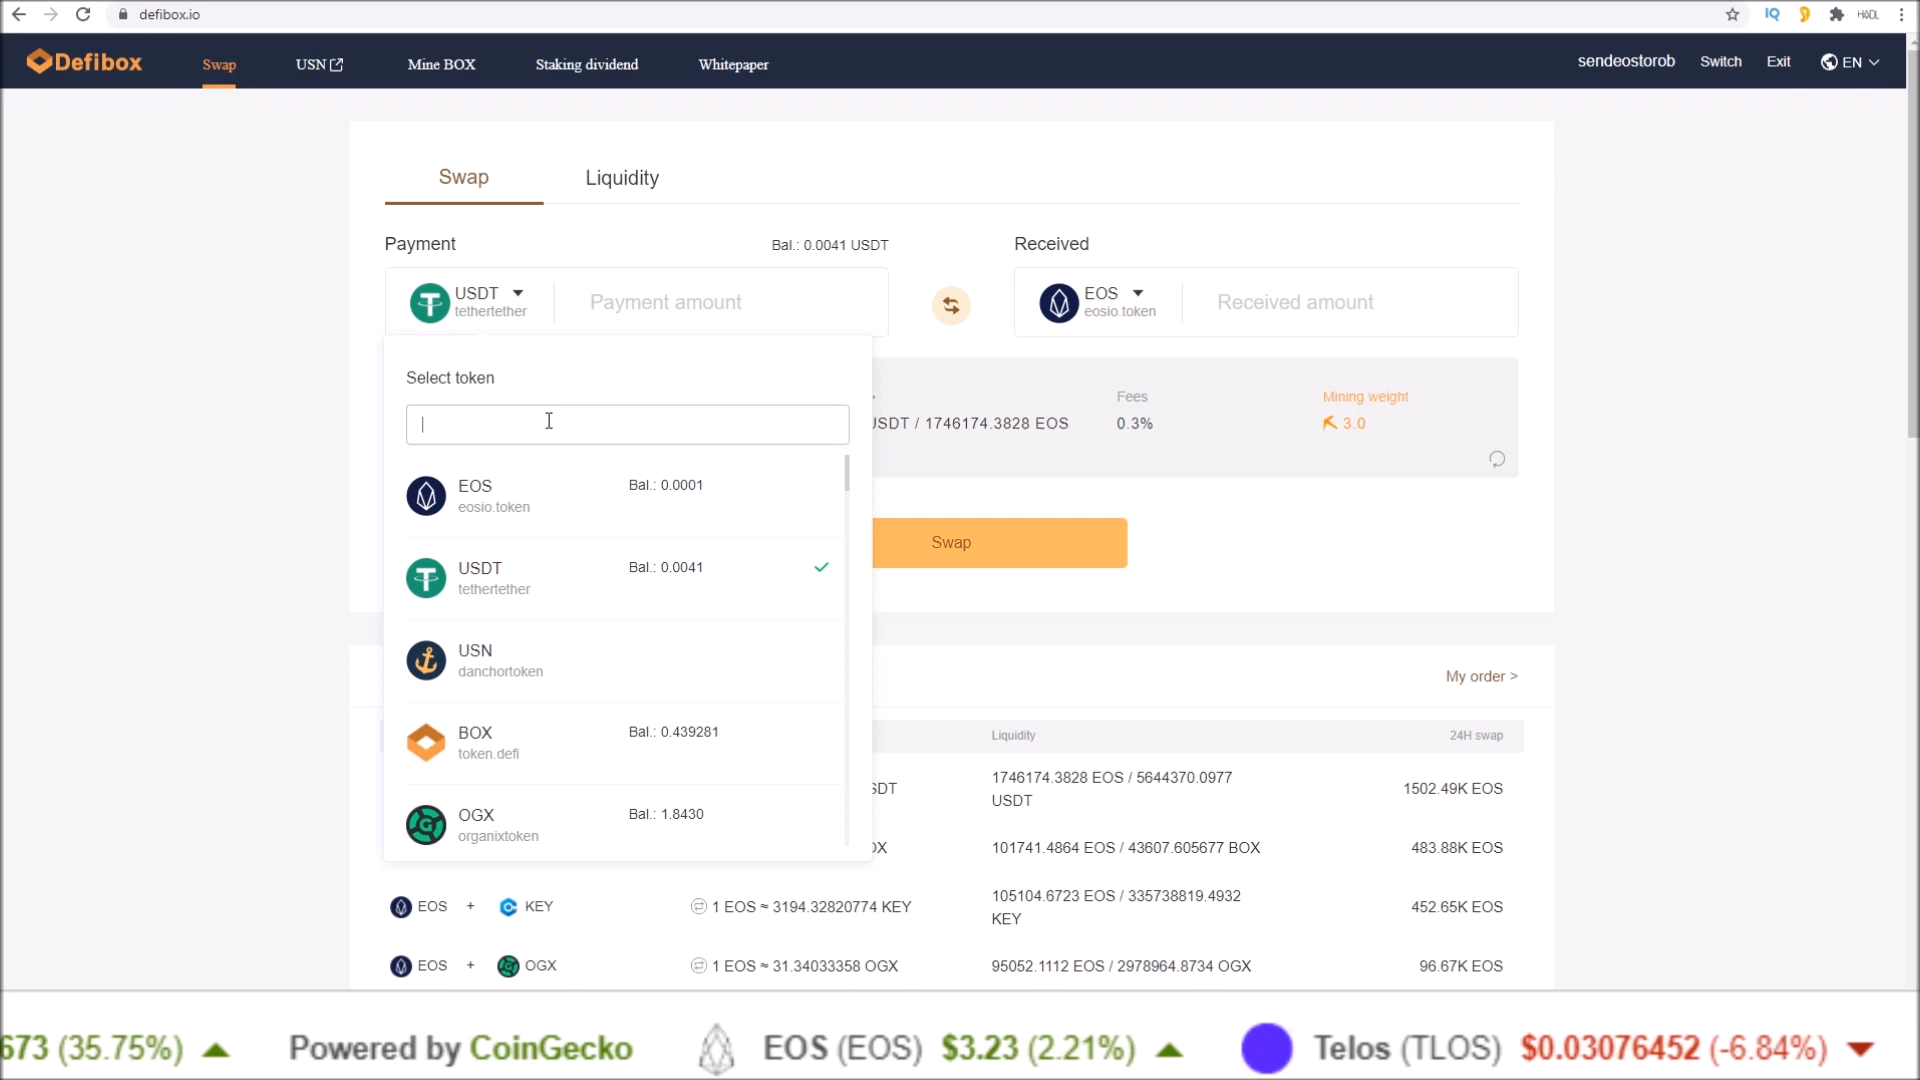 defibox.io
IQ
HADL
Defibox
Swap
USN
Mine BOX
Staking dividend
Whitepaper
sendeostorob
Switch
Exit
EN
Swap
Liquidity
Payment
Bal.: 0.0041 USDT
Received
USDT
tethertether
Payment amount
EOS
eosio.token
Received amount
Select token
Fees
Mining weight
USDT / 1746174.3828 EOS
0.3%
3.0
EOS
Bal.: 0.0001
eosio.token
Swap
USDT
Bal.: 0.0041
tethertether
USN
danchortoken
My order >
BOX
Bal.: 0.439281
token.defi
Liquidity
24H swap
OGX
Bal.: 1.8430
organixtoken
SDT
1746174.3828 EOS / 5644370.0977
USDT
1502.49K EOS
OX
101741.4864 EOS / 43607.605677 BOX
483.88K EOS
EOS + KEY
1 EOS ≈ 3194.32820774 KEY
105104.6723 EOS / 335738819.4932
KEY
452.65K EOS
EOS + OGX
1 EOS ≈ 31.34033358 OGX
95052.1112 EOS / 2978964.8734 OGX
96.67K EOS
673 (35.75%)
Powered by CoinGecko
EOS (EOS) $3.23 (2.21%)
Telos (TLOS) $0.03076452 (-6.84%)